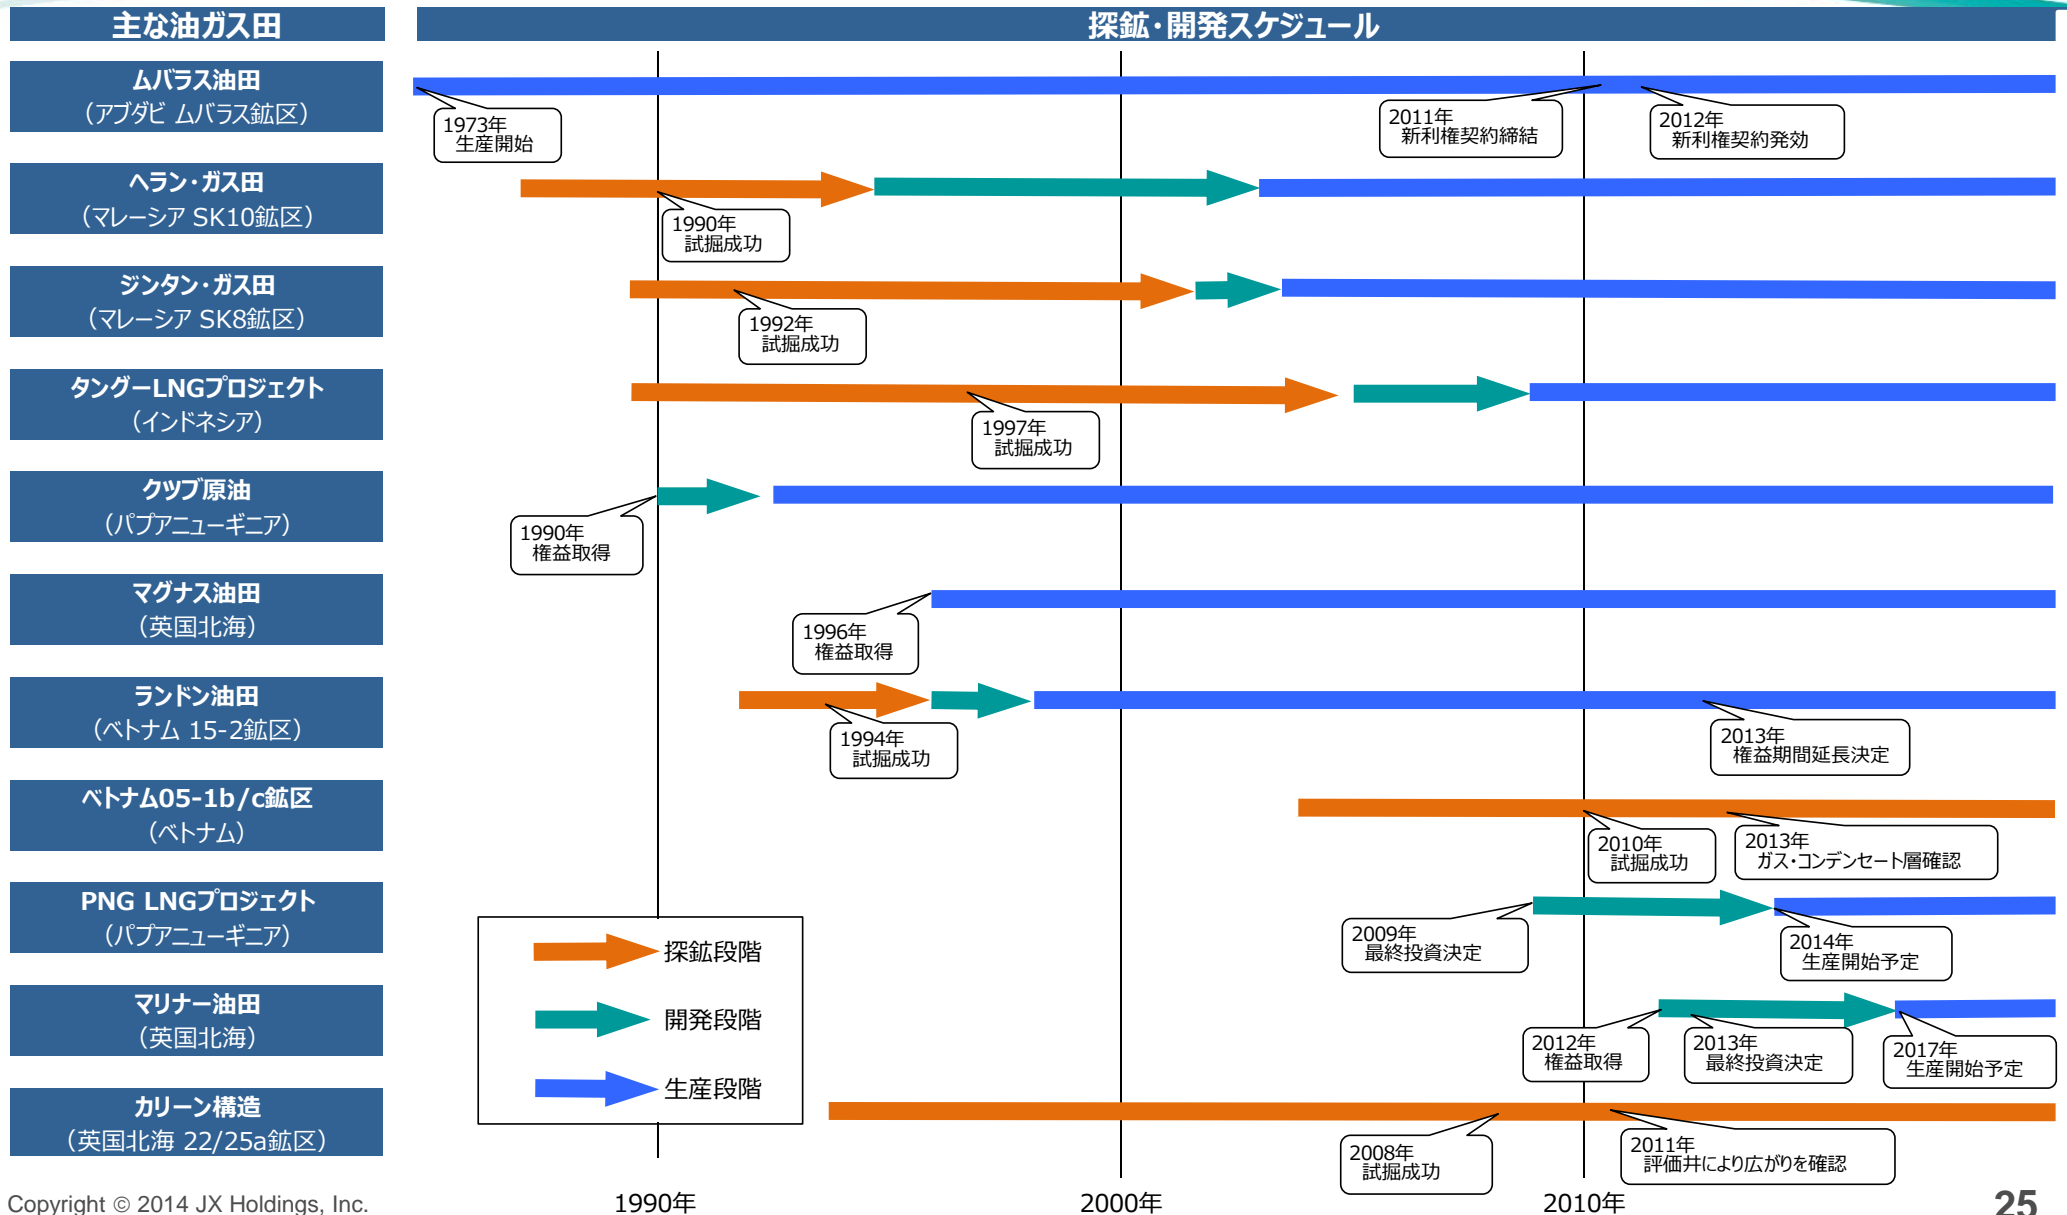 主な油ガス田
探鉱・開発スケジュール
ムバラス油田
（アブダビ ムバラス鉱区）
1973年
生産開始
2011年
新利権契約締結
2012年
新利権契約発効
ヘラン・ガス田
（マレーシア SK10鉱区）
1990年
試掘成功
ジンタン・ガス田
（マレーシア SK8鉱区）
1992年
試掘成功
タングーLNGプロジェクト
（インドネシア）
1997年
試掘成功
クツブ原油
（パプアニューギニア）
1990年
権益取得
マグナス油田
（英国北海）
1996年
権益取得
ランドン油田
（ベトナム 15-2鉱区）
1994年
試掘成功
2013年
権益期間延長決定
ベトナム05-1b/c鉱区
（ベトナム）
2010年
試掘成功
2013年
ガス・コンデンセート層確認
PNG LNGプロジェクト
（パプアニューギニア）
2009年
最終投資決定
2014年
生産開始予定
マリナー油田
（英国北海）
2012年
権益取得
2013年
最終投資決定
2017年
生産開始予定
カリーン構造
（英国北海 22/25a鉱区）
2008年
試掘成功
2011年
評価井により広がりを確認
探鉱段階
開発段階
生産段階
1990年
2000年
2010年
Copyright © 2014 JX Holdings, Inc.
25